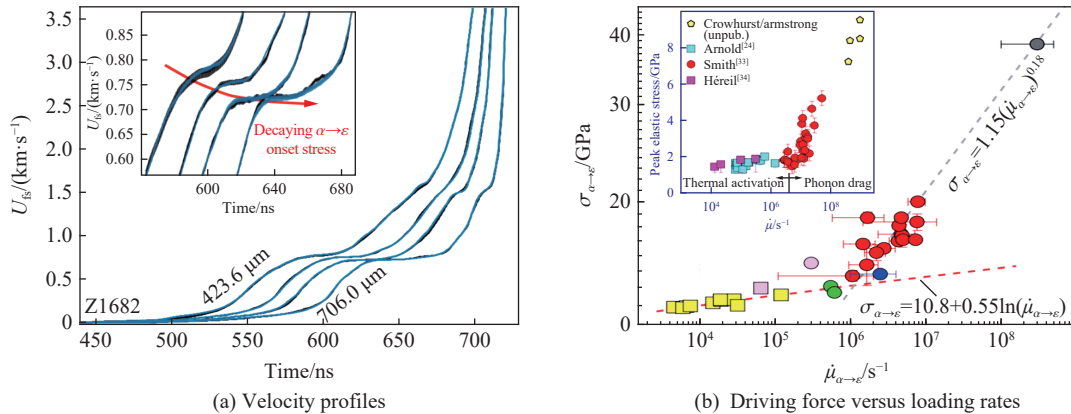 3.5
3.0
2.5
2.0
1.5
1.0
0.5
0
U_fs/(km·s⁻¹)
(a)
0.90
0.85
0.80
0.75
0.70
0.65
0.60
U_fs/(km·s⁻¹)
Decaying α→ε
onset stress
600
640
680
Time/ns
423.6 μm
706.0 μm
Z1682
450
500
550
600
650
700
Time/ns
(a) Velocity profiles
(b)
40
30
20
0
σ_α→ε/GPa
Crowhurst/armstrong
(unpub.)
Arnold[24]
Smith[33]
Héreil[34]
8
6
4
2
0
Peak elastic stress/GPa
Thermal activation
Phonon drag
10⁴
10⁶
10⁸
μ̇/s⁻¹
σ_α→ε=1.15(μ̇_α→ε)^0.18
σ_α→ε=10.8+0.55ln(μ̇_α→ε)
10⁴
10⁵
10⁶
10⁷
10⁸
μ̇_α→ε/s⁻¹
(b) Driving force versus loading rates